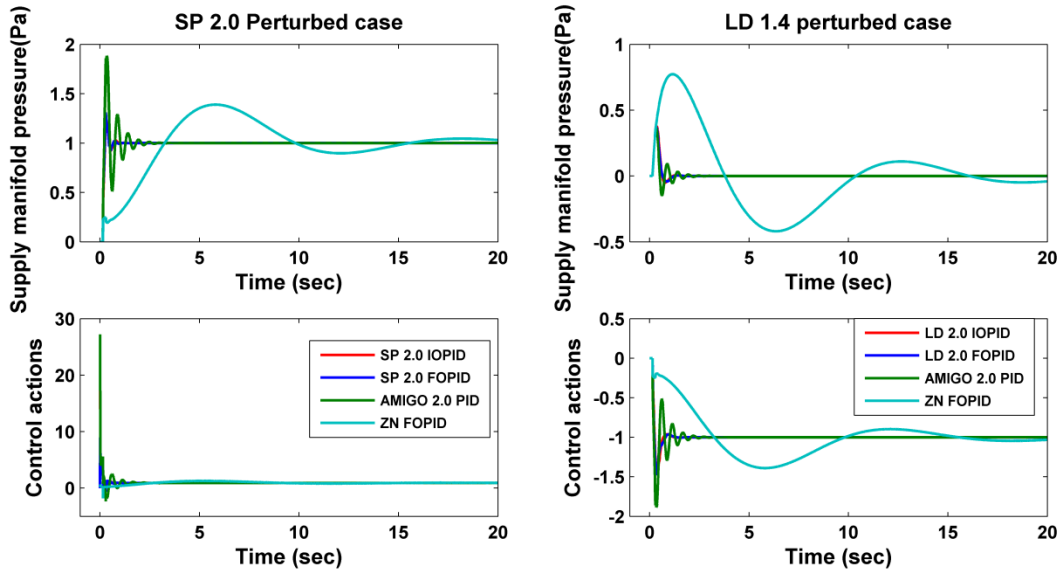 SP 2.0 Perturbed case
Supply manifold pressure(Pa)
2
1.5
1
0.5
0
0
5
10
15
20
Time (sec)
LD 1.4 perturbed case
Supply manifold pressure(Pa)
1
0.5
0
-0.5
0
5
10
15
20
Time (sec)
Control actions
30
20
10
0
SP 2.0 IOPID
SP 2.0 FOPID
AMIGO 2.0 PID
ZN FOPID
0
5
10
15
20
Time (sec)
Control actions
0.5
0
-0.5
-1
-1.5
-2
LD 2.0 IOPID
LD 2.0 FOPID
AMIGO 2.0 PID
ZN FOPID
0
5
10
15
20
Time (sec)